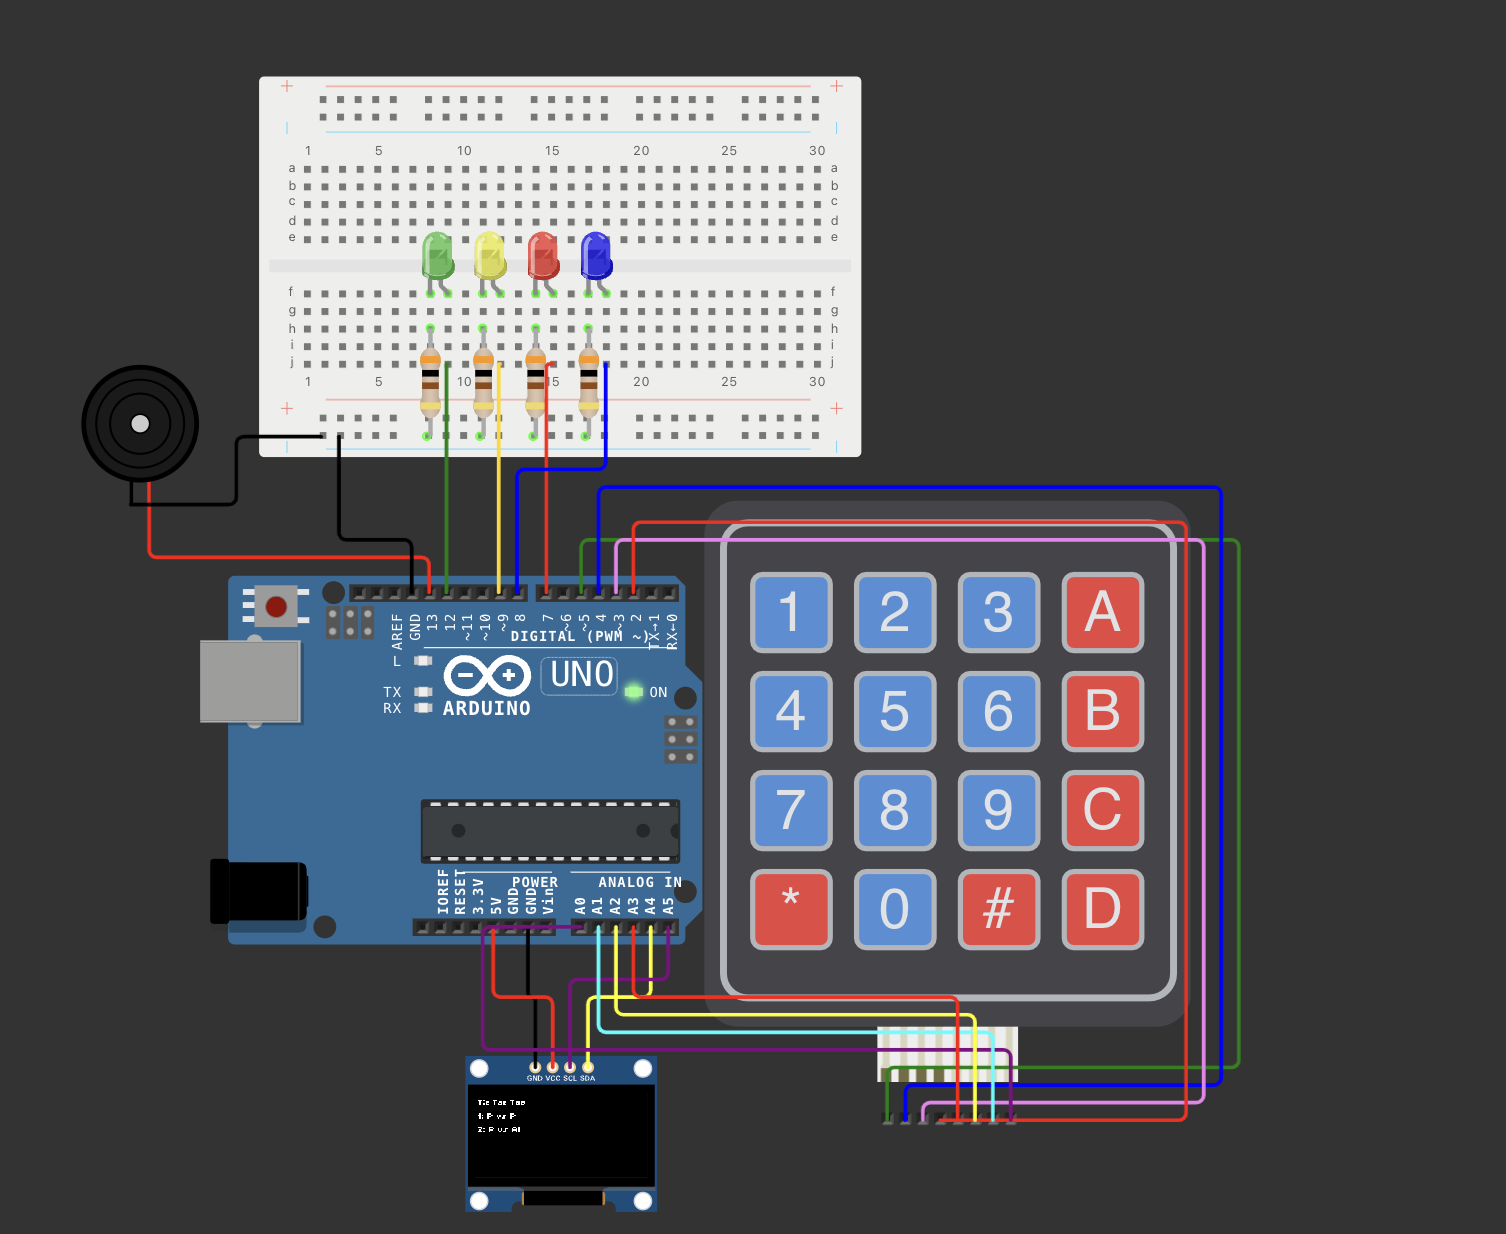 1 5 10 15 20 25 30
a a
b b
c c
d d
e e
f f
g g
h h
i i
j j
1 5 10 15 20 25 30
AREF GND 13 12 ~11 ~10 ~9 8 7 ~6 ~5 4 ~3 2 TX→1 RX←0
DIGITAL (PWM ~)
L
TX
RX
UNO
ON
ARDUINO
POWER
ANALOG IN
IOREF RESET 3.3V 5V GND GND Vin A0 A1 A2 A3 A4 A5
1 2 3 A
4 5 6 B
7 8 9 C
* 0 # D
GND VCC SCL SDA
Tic Tac Toe
1: P vs P
2: P vs AI